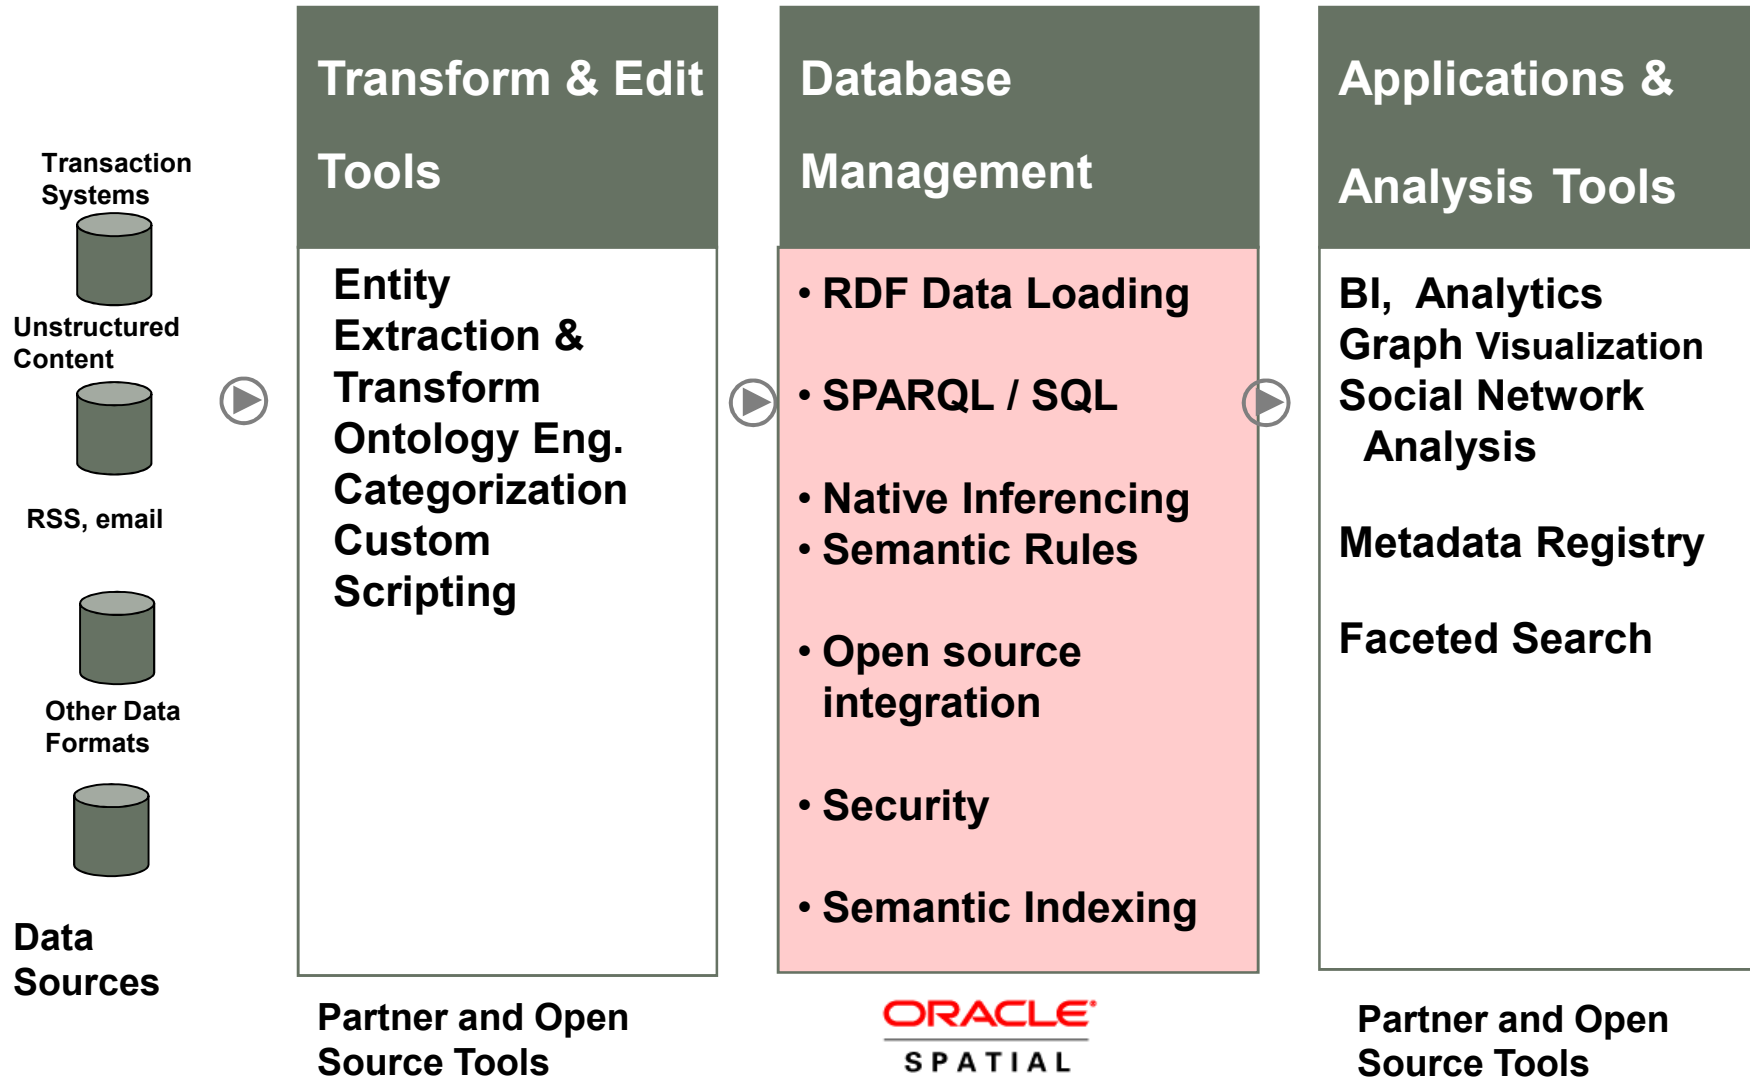 Transaction
Systems
Unstructured
Content
RSS, email
Other Data
Formats
Data
Sources
Transform & Edit
Tools
Entity
Extraction &
Transform
Ontology Eng.
Categorization
Custom
Scripting
Partner and Open
Source Tools
Database
Management
• RDF Data Loading
• SPARQL / SQL
• Native Inferencing
• Semantic Rules
• Open source
integration
• Security
• Semantic Indexing
ORACLE®
SPATIAL
Applications &
Analysis Tools
BI, Analytics
Graph Visualization
Social Network
Analysis
Metadata Registry
Faceted Search
Partner and Open
Source Tools